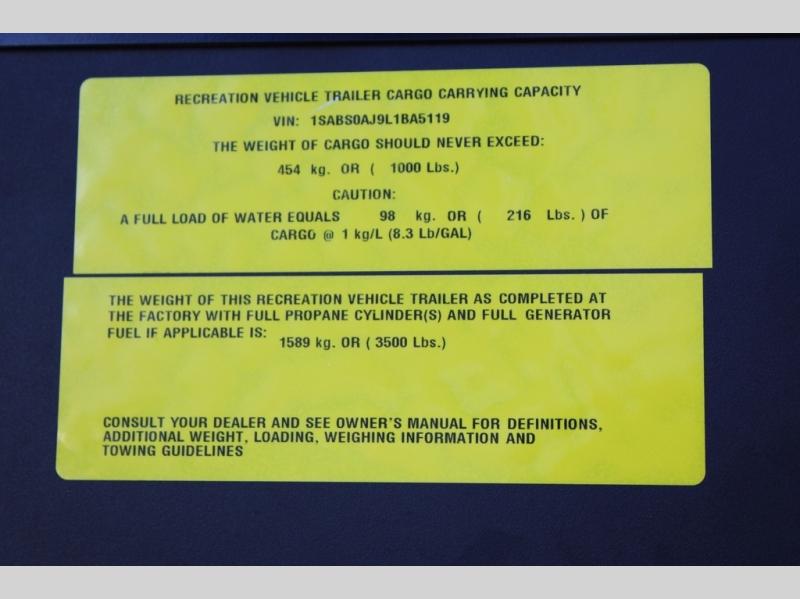 RECREATION VEHICLE TRAILER CARGO CARRYING CAPACITY
VIN: 1SABS0AJ9L1BA5119
THE WEIGHT OF CARGO SHOULD NEVER EXCEED:
454 kg. OR ( 1000 Lbs.)
CAUTION:
A FULL LOAD OF WATER EQUALS 98 kg. OR ( 216 Lbs. ) OF
CARGO @ 1 kg/L (8.3 Lb/GAL)
THE WEIGHT OF THIS RECREATION VEHICLE TRAILER AS COMPLETED AT
THE FACTORY WITH FULL PROPANE CYLINDER(S) AND FULL GENERATOR
FUEL IF APPLICABLE IS: 1589 kg. OR ( 3500 Lbs.)
CONSULT YOUR DEALER AND SEE OWNER'S MANUAL FOR DEFINITIONS,
ADDITIONAL WEIGHT, LOADING, WEIGHING INFORMATION AND
TOWING GUIDELINES